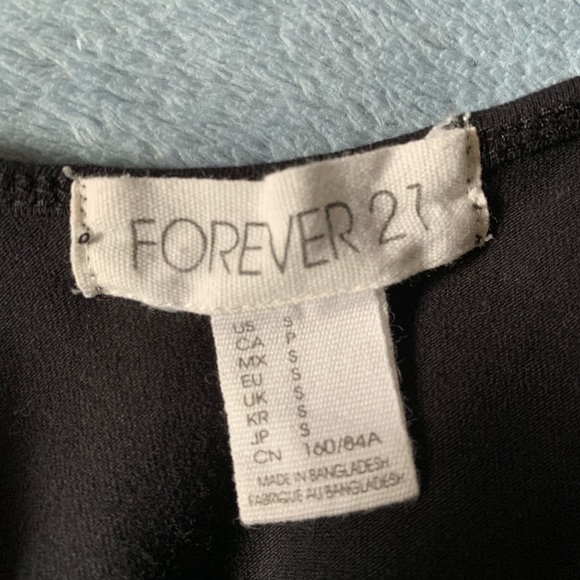 FOREVER 21
US S
CA P
MX S
EU S
UK S
KR S
JP S
CN 160/84A
MADE IN BANGLADESH
FABRIQUE AU BANGLADESH